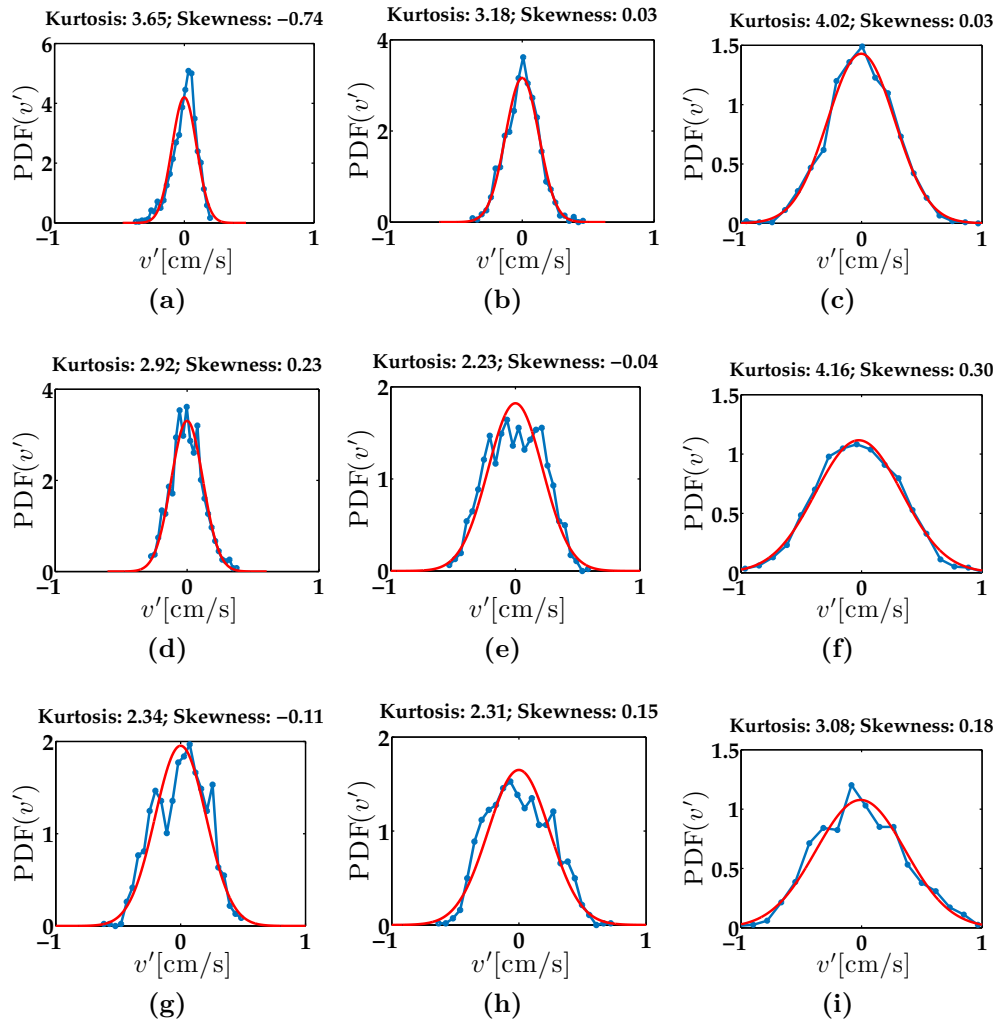 Kurtosis: 3.65; Skewness: −0.74
Kurtosis: 3.18; Skewness: 0.03
Kurtosis: 4.02; Skewness: 0.03
6
4
2
0
PDF(v′)
−1
0
1
v′[cm/s]
(a)
4
2
0
PDF(v′)
−1
0
1
v′[cm/s]
(b)
1.5
1
0.5
0
PDF(v′)
−1
0
1
v′[cm/s]
(c)
Kurtosis: 2.92; Skewness: 0.23
Kurtosis: 2.23; Skewness: −0.04
Kurtosis: 4.16; Skewness: 0.30
4
2
0
PDF(v′)
−1
0
1
v′[cm/s]
(d)
2
1
0
PDF(v′)
−1
0
1
v′[cm/s]
(e)
1.5
1
0.5
0
PDF(v′)
−1
0
1
v′[cm/s]
(f)
Kurtosis: 2.34; Skewness: −0.11
Kurtosis: 2.31; Skewness: 0.15
Kurtosis: 3.08; Skewness: 0.18
2
1
0
PDF(v′)
−1
0
1
v′[cm/s]
(g)
2
1
0
PDF(v′)
−1
0
1
v′[cm/s]
(h)
1.5
1
0.5
0
PDF(v′)
−1
0
1
v′[cm/s]
(i)